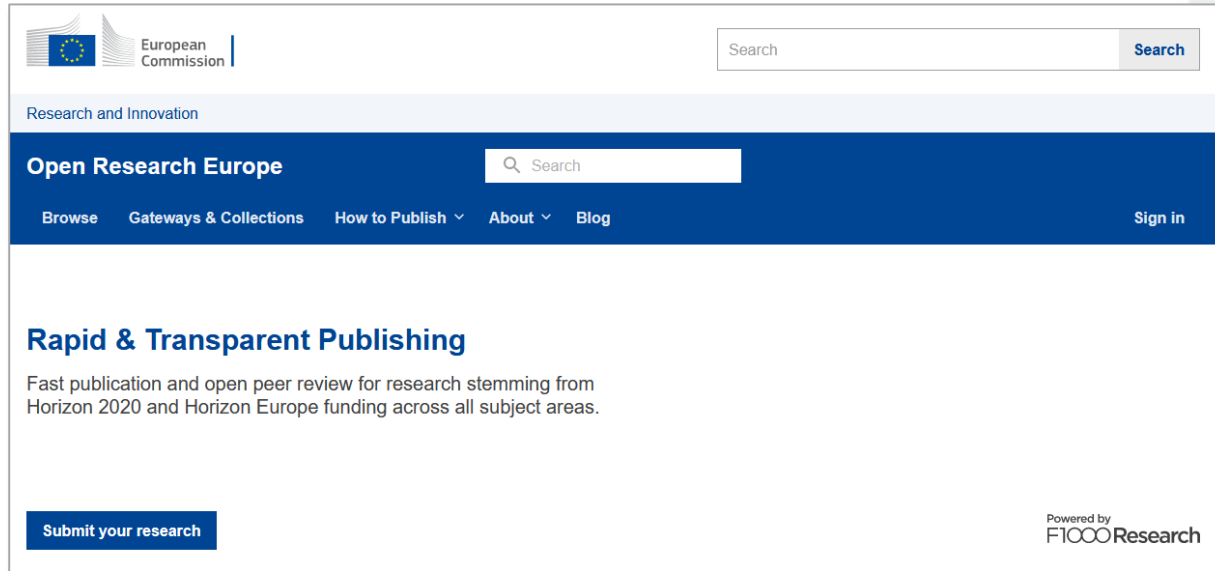 European
Commission
Search
Search
Research and Innovation
Open Research Europe
Search
Browse Gateways & Collections How to Publish About Blog Sign in
Rapid & Transparent Publishing
Fast publication and open peer review for research stemming from
Horizon 2020 and Horizon Europe funding across all subject areas.
Submit your research
Powered by
F1000Research